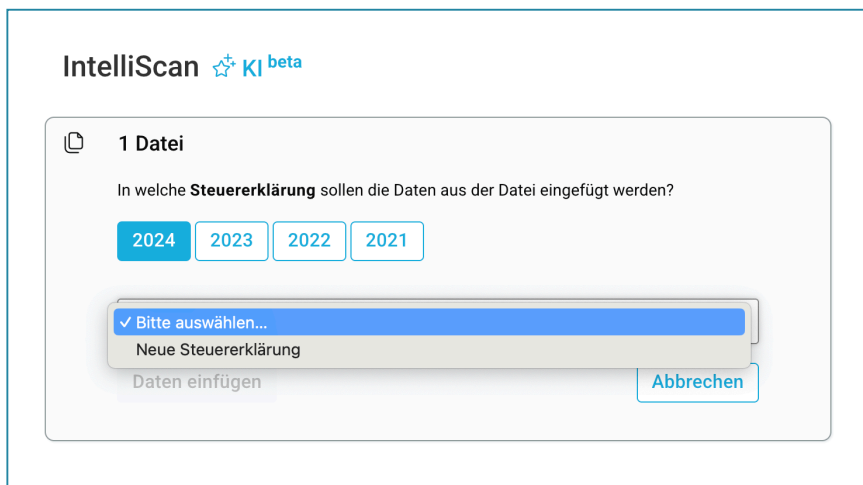 IntelliScan KI beta
1 Datei
In welche Steuererklärung sollen die Daten aus der Datei eingefügt werden?
2024 2023 2022 2021
✓ Bitte auswählen...
Neue Steuererklärung
Daten einfügen Abbrechen